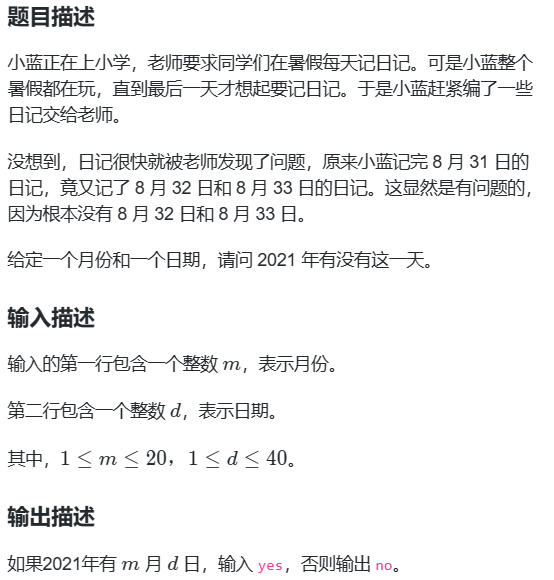 题目描述
小蓝正在上小学，老师要求同学们在暑假每天记日记。可是小蓝整个
暑假都在玩，直到最后一天才想起要记日记。于是小蓝赶紧编了一些
日记交给老师。
没想到，日记很快就被老师发现了问题，原来小蓝记完 8 月 31 日的
日记，竟又记了 8 月 32 日和 8 月 33 日的日记。这显然是有问题的，
因为根本没有 8 月 32 日和 8 月 33 日。
给定一个月份和一个日期，请问 2021 年有没有这一天。
输入描述
输入的第一行包含一个整数 m，表示月份。
第二行包含一个整数 d，表示日期。
其中，1 ≤ m ≤ 20，1 ≤ d ≤ 40。
输出描述
如果2021年有 m 月 d 日，输入 yes，否则输出 no。